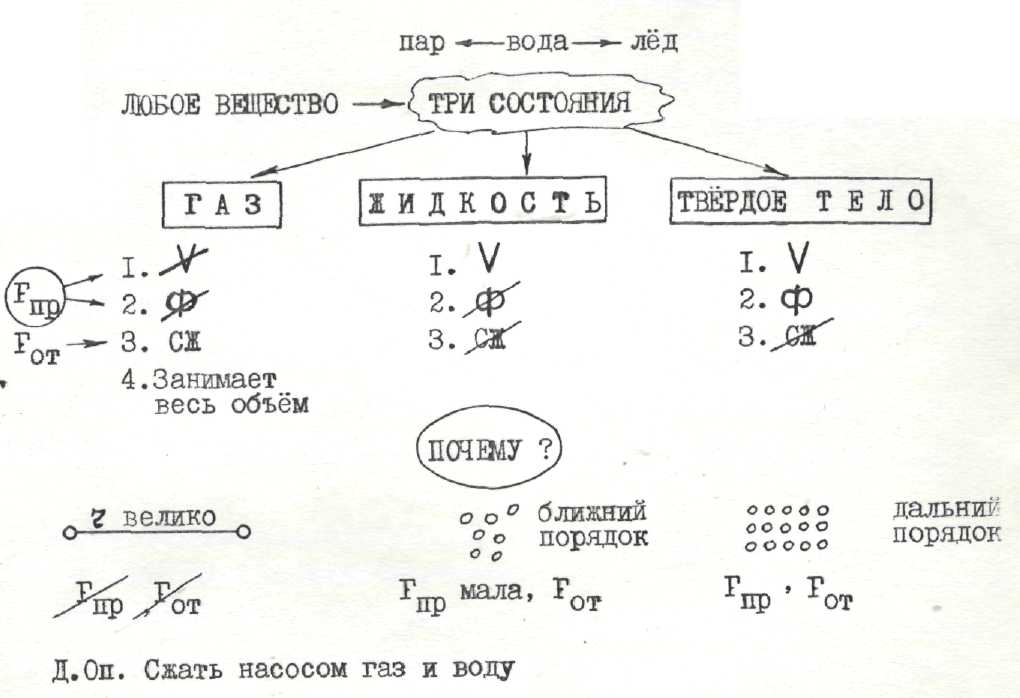 пар ← вода → лёд
ЛЮБОЕ ВЕЩЕСТВО → ТРИ СОСТОЯНИЯ
ГАЗ ЖИДКОСТЬ ТВЁРДОЕ ТЕЛО
Fпр
1. V 1. V 1. V
2. Ф 2. Ф 2. Ф
Fот → 3. СЖ 3. СЖ 3. СЖ
4. Занимает
весь объём
ПОЧЕМУ ?
r велико ближний дальний
порядок порядок
Fпр Fот Fпр мала, Fот Fпр, Fот
Д.Оп. Сжать насосом газ и воду